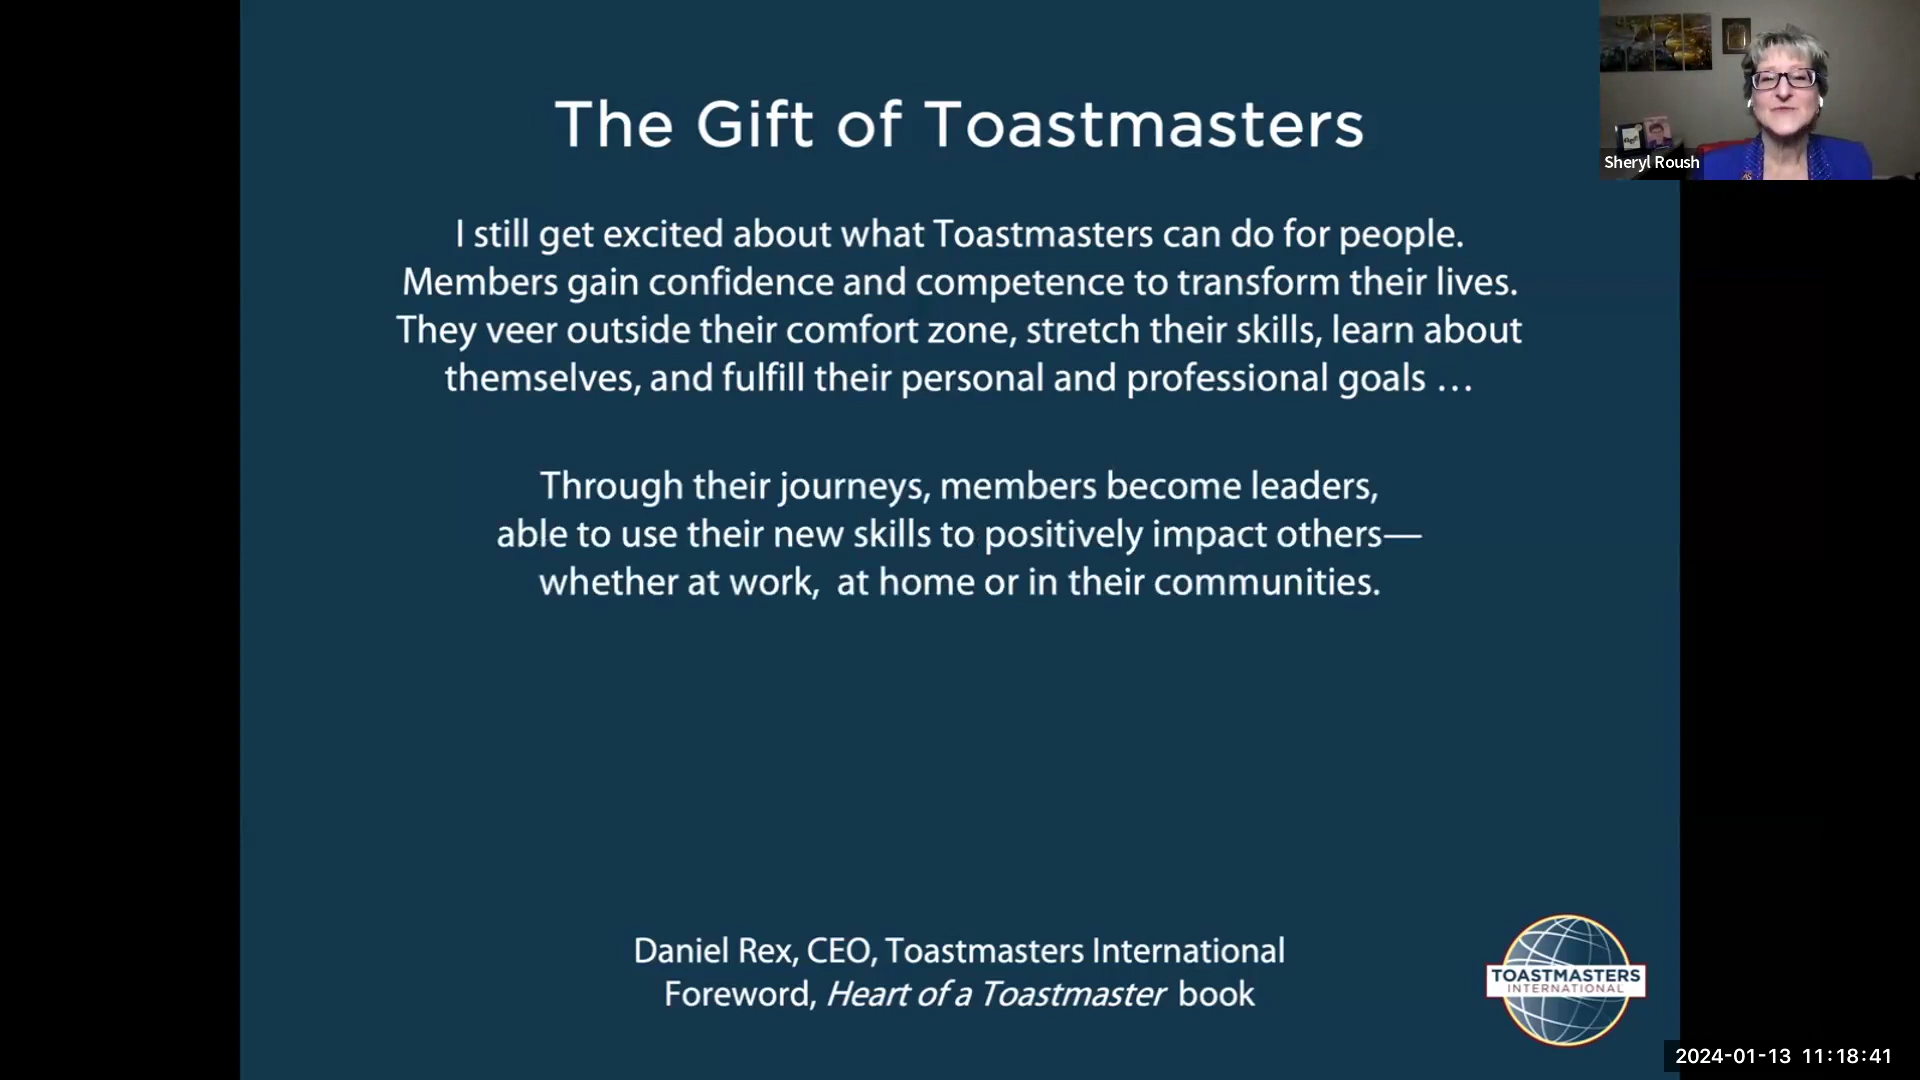 The Gift of Toastmasters
Sheryl Roush
I still get excited about what Toastmasters can do for people.
Members gain confidence and competence to transform their lives.
They veer outside their comfort zone, stretch their skills, learn about
themselves, and fulfill their personal and professional goals …
Through their journeys, members become leaders,
able to use their new skills to positively impact others—
whether at work,  at home or in their communities.
Daniel Rex, CEO, Toastmasters International
Foreword, Heart of a Toastmaster book
TOASTMASTERS
INTERNATIONAL
2024-01-13 11:18:41